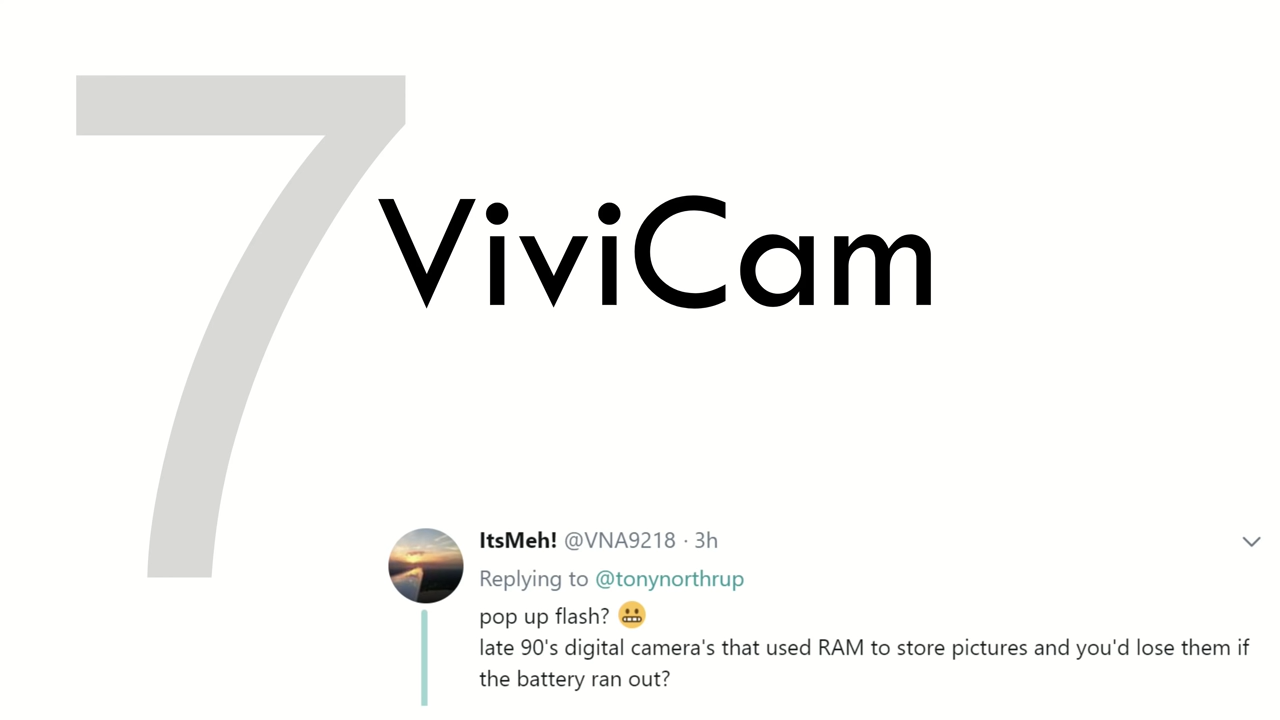 7
ViviCam
ItsMeh! @VNA9218 · 3h
Replying to @tonynorthrup
pop up flash? 😬
late 90's digital camera's that used RAM to store pictures and you'd lose them if
the battery ran out?